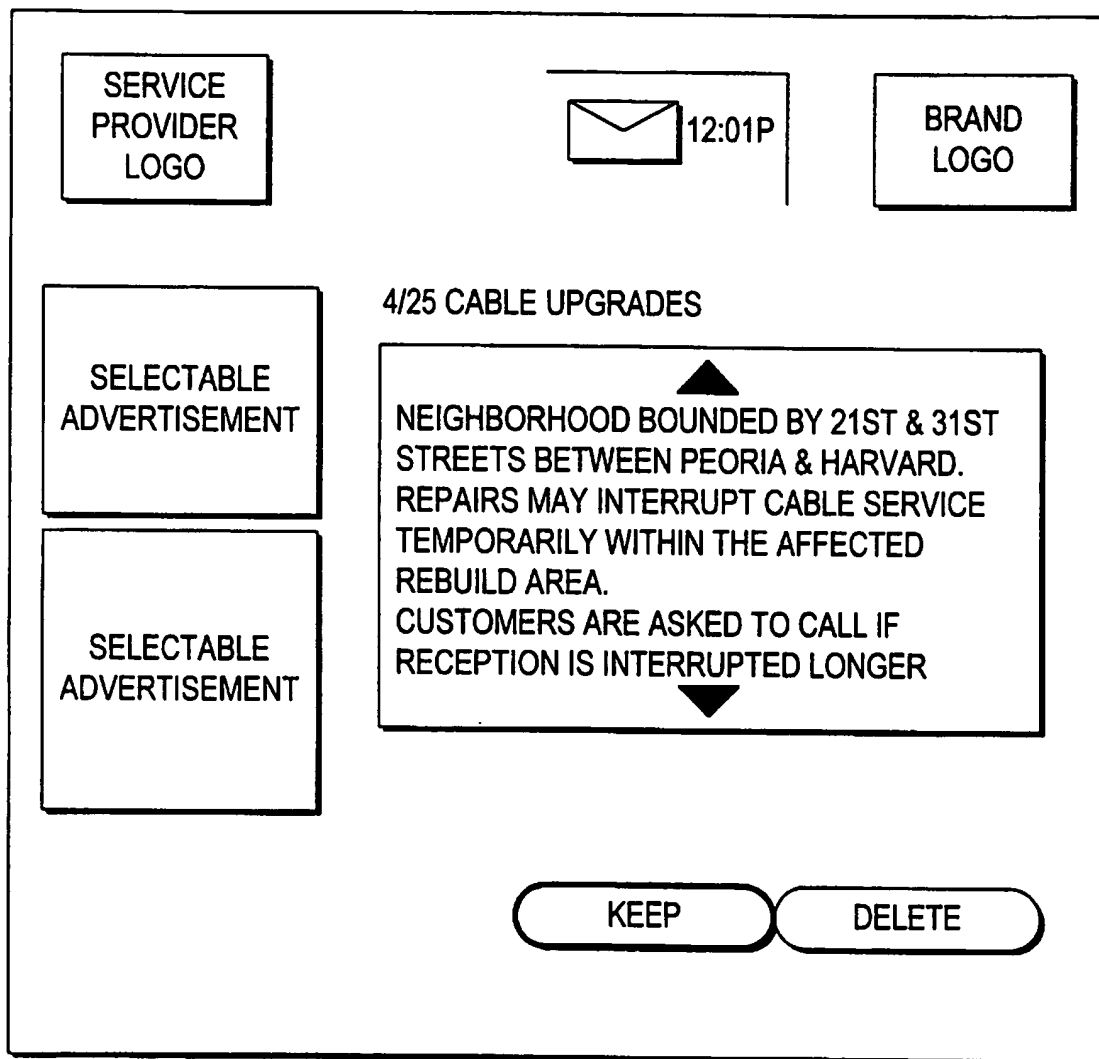 SERVICE
PROVIDER
LOGO
12:01P
BRAND
LOGO
SELECTABLE
ADVERTISEMENT
SELECTABLE
ADVERTISEMENT
4/25 CABLE UPGRADES
NEIGHBORHOOD BOUNDED BY 21ST & 31ST
STREETS BETWEEN PEORIA & HARVARD.
REPAIRS MAY INTERRUPT CABLE SERVICE
TEMPORARILY WITHIN THE AFFECTED
REBUILD AREA.
CUSTOMERS ARE ASKED TO CALL IF
RECEPTION IS INTERRUPTED LONGER
KEEP
DELETE